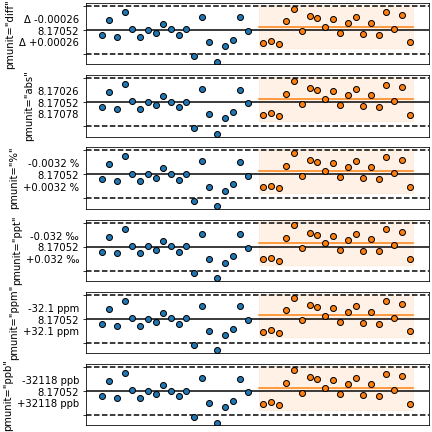 pmunit="diff"
Δ -0.00026
8.17052
Δ +0.00026
pmunit="abs"
8.17026
8.17052
8.17078
pmunit="%"
-0.0032 %
8.17052
+0.0032 %
pmunit="ppt"
-0.032 ‰
8.17052
+0.032 ‰
pmunit="ppm"
-32.1 ppm
8.17052
+32.1 ppm
pmunit="ppb"
-32118 ppb
8.17052
+32118 ppb